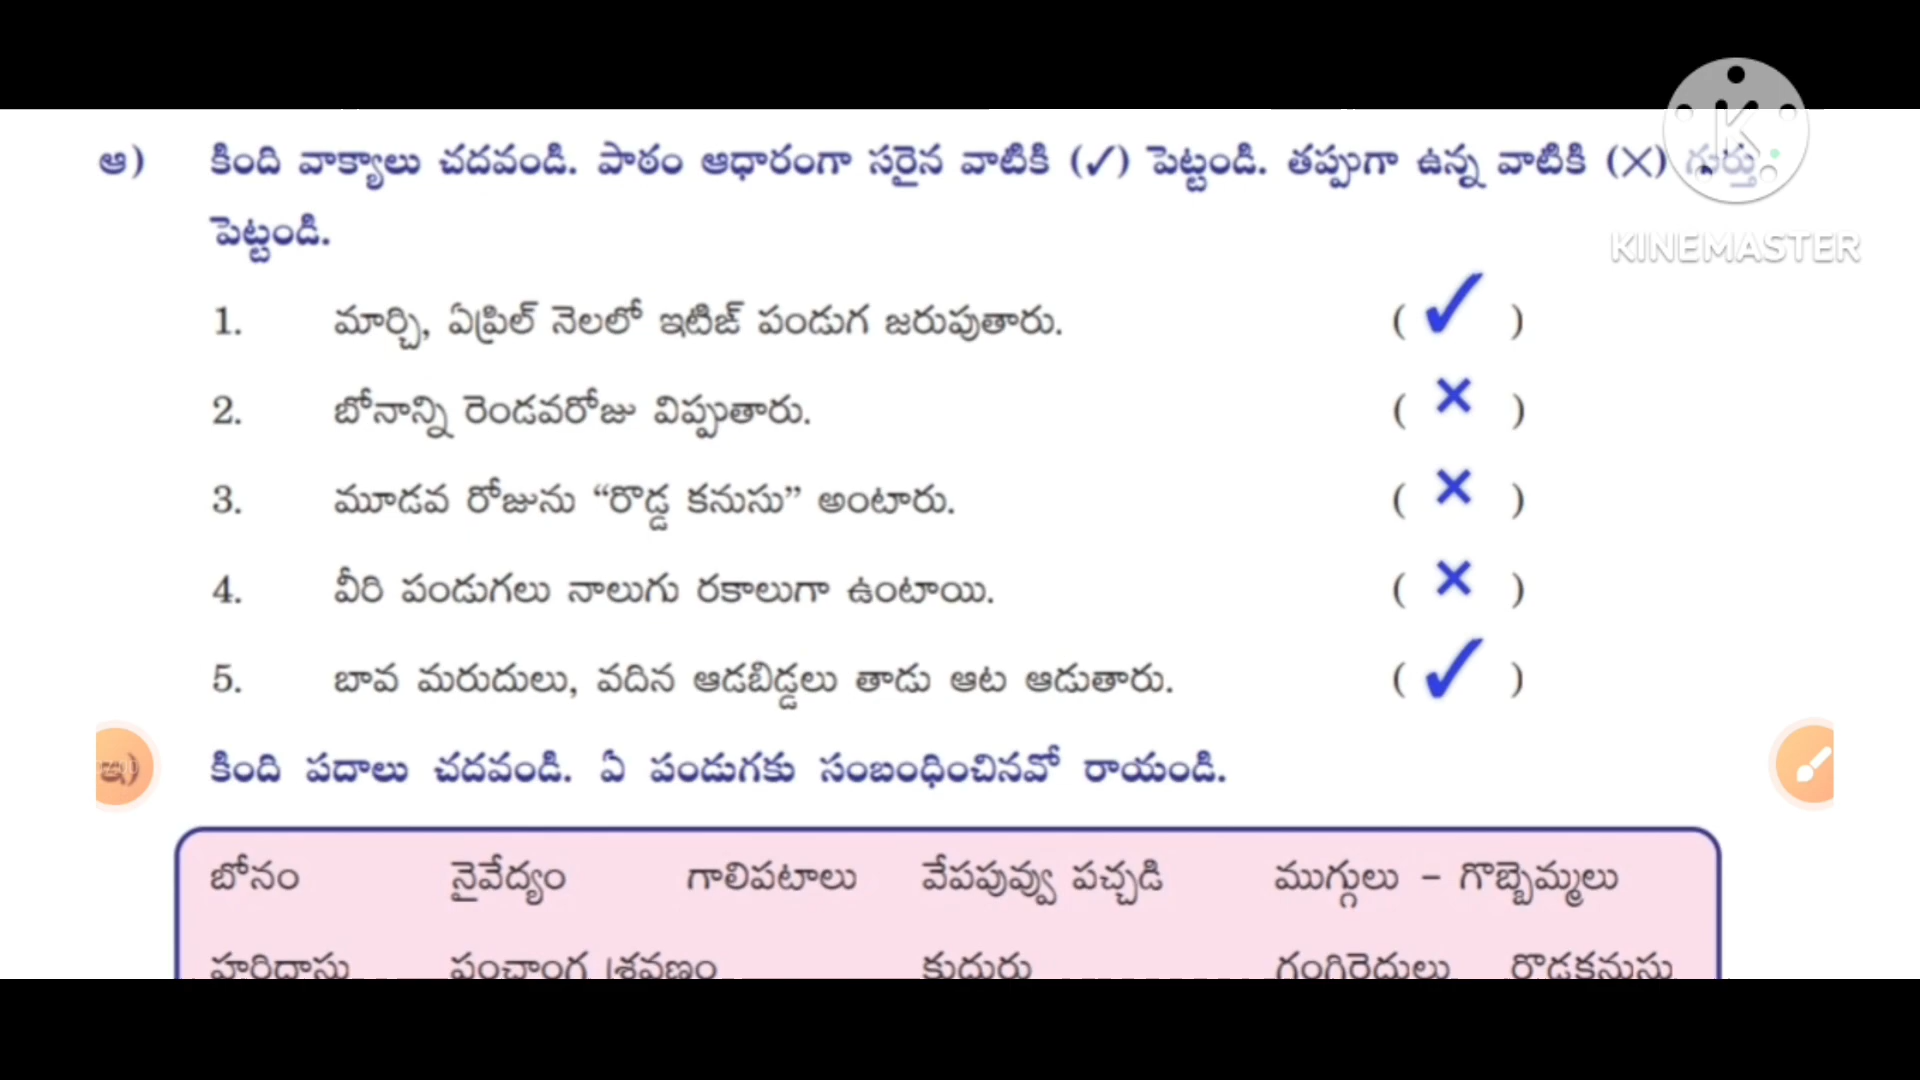 ఆ) కింది వాక్యాలు చదవండి. పాఠం ఆధారంగా సరైన వాటికి (✓) పెట్టండి. తప్పుగా ఉన్న వాటికి (×) గుర్తు
పెట్టండి.
KINEMASTER
1. మార్చి, ఏప్రిల్ నెలలో ఇటిజ్ పండుగ జరుపుతారు. ( ✓ )
2. బోనాన్ని రెండవరోజు విప్పుతారు. ( × )
3. మూడవ రోజును “రొడ్డ కనుసు” అంటారు. ( × )
4. వీరి పండుగలు నాలుగు రకాలుగా ఉంటాయి. ( × )
5. బావ మరుదులు, వదిన ఆడబిడ్డలు తాడు ఆట ఆడుతారు. ( ✓ )
ఇ) కింది పదాలు చదవండి. ఏ పండుగకు సంబంధించినవో రాయండి.
బోనం నైవేద్యం గాలిపటాలు వేపపువ్వు పచ్చడి ముగ్గులు – గొబ్బెమ్మలు
హరిదాసు పంచాంగ శ్రవణం కుదురు గంగిరెద్దులు రొడ్డకనుసు